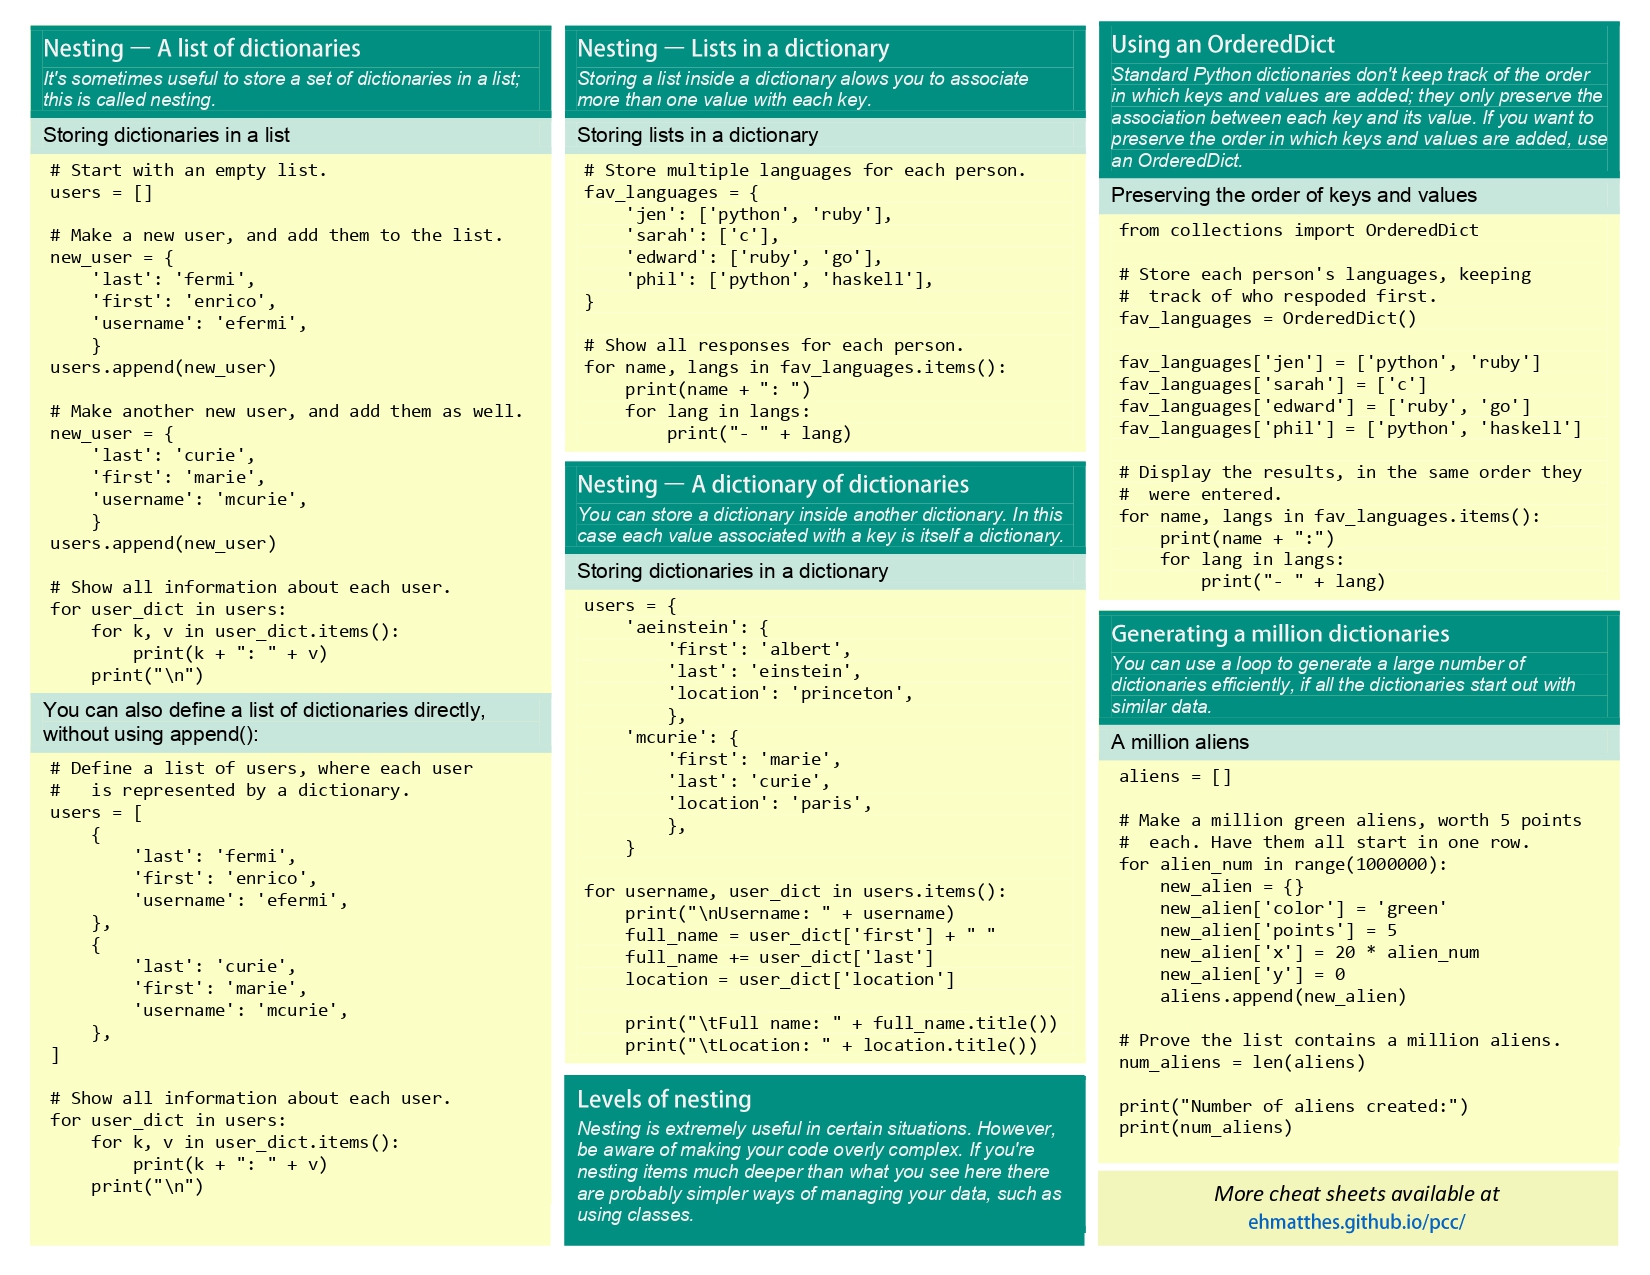 Nesting — A list of dictionaries
It's sometimes useful to store a set of dictionaries in a list;
this is called nesting.
Storing dictionaries in a list
# Start with an empty list.
users = []

# Make a new user, and add them to the list.
new_user = {
    'last': 'fermi',
    'first': 'enrico',
    'username': 'efermi',
    }
users.append(new_user)

# Make another new user, and add them as well.
new_user = {
    'last': 'curie',
    'first': 'marie',
    'username': 'mcurie',
    }
users.append(new_user)

# Show all information about each user.
for user_dict in users:
    for k, v in user_dict.items():
        print(k + ": " + v)
    print("\n")
You can also define a list of dictionaries directly,
without using append():
# Define a list of users, where each user
#   is represented by a dictionary.
users = [
    {
        'last': 'fermi',
        'first': 'enrico',
        'username': 'efermi',
    },
    {
        'last': 'curie',
        'first': 'marie',
        'username': 'mcurie',
    },
]

# Show all information about each user.
for user_dict in users:
    for k, v in user_dict.items():
        print(k + ": " + v)
    print("\n")
Nesting — Lists in a dictionary
Storing a list inside a dictionary alows you to associate
more than one value with each key.
Storing lists in a dictionary
# Store multiple languages for each person.
fav_languages = {
    'jen': ['python', 'ruby'],
    'sarah': ['c'],
    'edward': ['ruby', 'go'],
    'phil': ['python', 'haskell'],
}

# Show all responses for each person.
for name, langs in fav_languages.items():
    print(name + ": ")
    for lang in langs:
        print("- " + lang)
Nesting — A dictionary of dictionaries
You can store a dictionary inside another dictionary. In this
case each value associated with a key is itself a dictionary.
Storing dictionaries in a dictionary
users = {
    'aeinstein': {
        'first': 'albert',
        'last': 'einstein',
        'location': 'princeton',
        },
    'mcurie': {
        'first': 'marie',
        'last': 'curie',
        'location': 'paris',
        },
    }

for username, user_dict in users.items():
    print("\nUsername: " + username)
    full_name = user_dict['first'] + " "
    full_name += user_dict['last']
    location = user_dict['location']

    print("\tFull name: " + full_name.title())
    print("\tLocation: " + location.title())
Levels of nesting
Nesting is extremely useful in certain situations. However,
be aware of making your code overly complex. If you're
nesting items much deeper than what you see here there
are probably simpler ways of managing your data, such as
using classes.
Using an OrderedDict
Standard Python dictionaries don't keep track of the order
in which keys and values are added; they only preserve the
association between each key and its value. If you want to
preserve the order in which keys and values are added, use
an OrderedDict.
Preserving the order of keys and values
from collections import OrderedDict

# Store each person's languages, keeping
#  track of who respoded first.
fav_languages = OrderedDict()

fav_languages['jen'] = ['python', 'ruby']
fav_languages['sarah'] = ['c']
fav_languages['edward'] = ['ruby', 'go']
fav_languages['phil'] = ['python', 'haskell']

# Display the results, in the same order they
#  were entered.
for name, langs in fav_languages.items():
    print(name + ":")
    for lang in langs:
        print("- " + lang)
Generating a million dictionaries
You can use a loop to generate a large number of
dictionaries efficiently, if all the dictionaries start out with
similar data.
A million aliens
aliens = []

# Make a million green aliens, worth 5 points
#  each. Have them all start in one row.
for alien_num in range(1000000):
    new_alien = {}
    new_alien['color'] = 'green'
    new_alien['points'] = 5
    new_alien['x'] = 20 * alien_num
    new_alien['y'] = 0
    aliens.append(new_alien)

# Prove the list contains a million aliens.
num_aliens = len(aliens)

print("Number of aliens created:")
print(num_aliens)
More cheat sheets available at
ehmatthes.github.io/pcc/